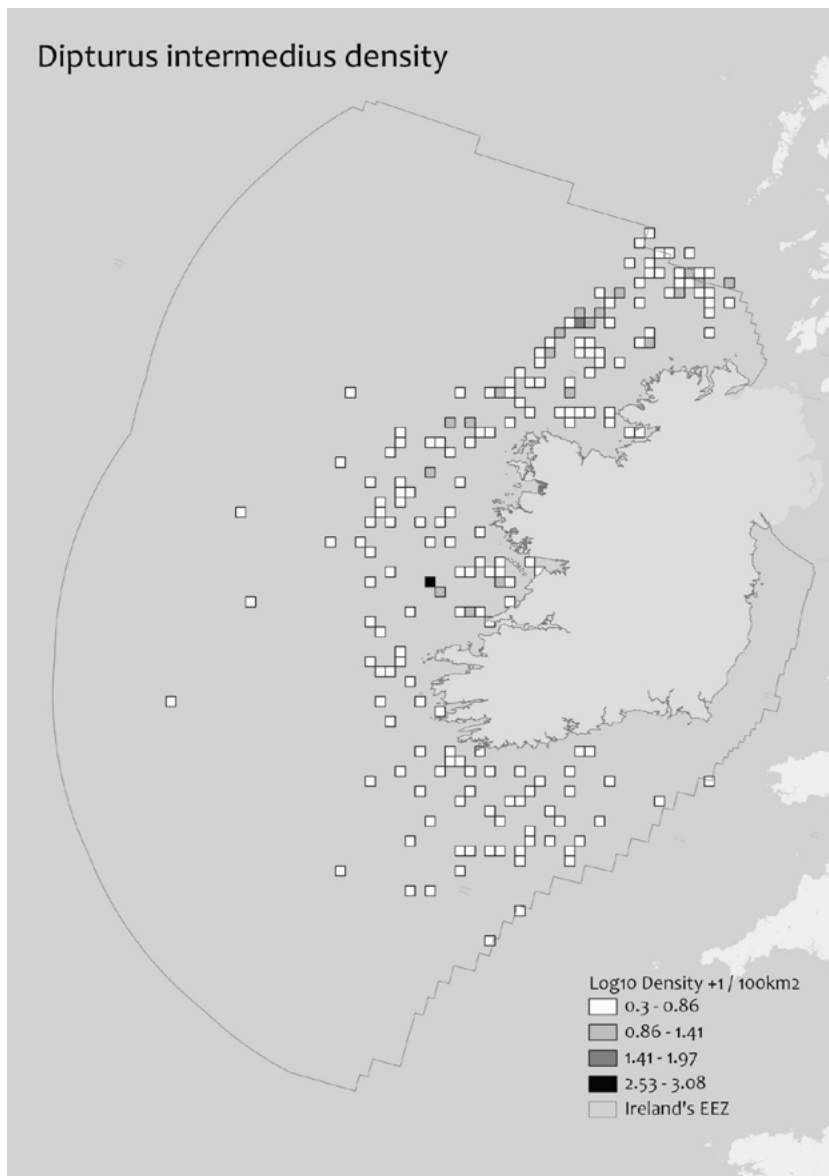 Dipturus intermedius density
Log10 Density +1 / 100km2
0.3 - 0.86
0.86 - 1.41
1.41 - 1.97
2.53 - 3.08
Ireland's EEZ